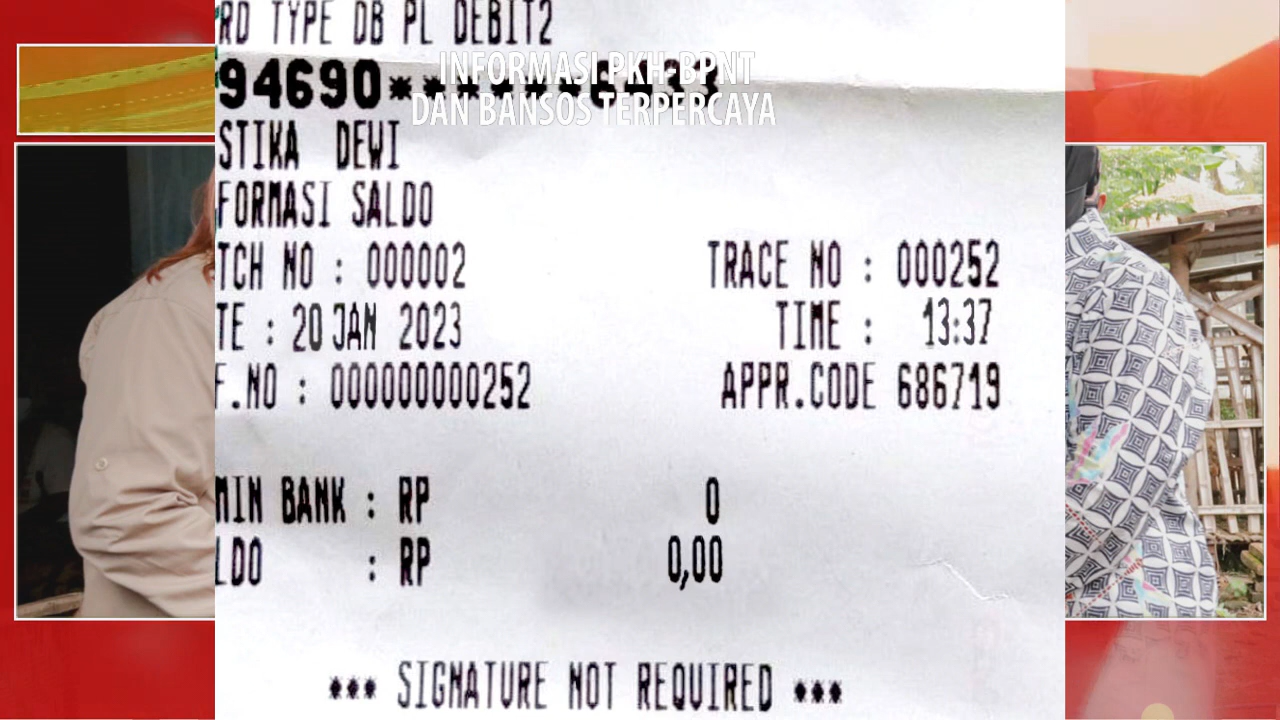 RD TYPE DB PL DEBIT2
94690*******6433
INFORMASI PKH-BPNT
DAN BANSOS TERPERCAYA
STIKA DEWI
FORMASI SALDO
TCH NO : 000002 TRACE NO : 000252
TE : 20 JAN 2023 TIME : 13:37
F.NO : 000000000252 APPR.CODE 686719
MIN BANK : RP 0
LDO : RP 0,00
*** SIGNATURE NOT REQUIRED ***